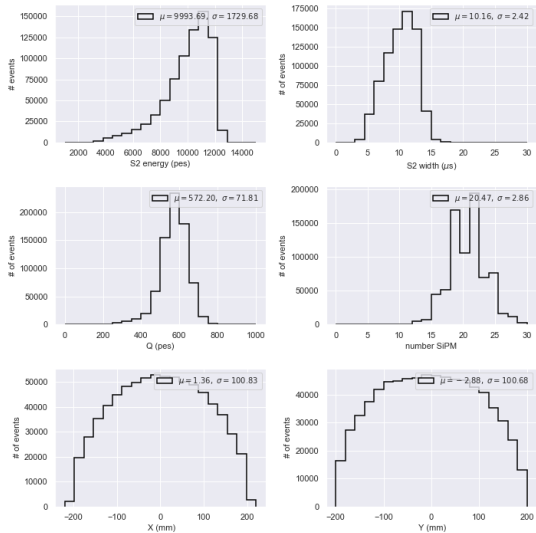 μ = 9993.69, σ = 1729.68
# of events
150000
125000
100000
75000
50000
25000
0
2000 4000 6000 8000 10000 12000 14000
S2 energy (pes)
μ = 10.16, σ = 2.42
# of events
175000
150000
125000
100000
75000
50000
25000
0
0 5 10 15 20 25 30
S2 width (μs)
μ = 572.20, σ = 71.81
# of events
200000
150000
100000
50000
0
0 200 400 600 800 1000
Q (pes)
μ = 20.47, σ = 2.86
# of events
200000
150000
100000
50000
0
0 5 10 15 20 25 30
number SiPM
μ = 1.36, σ = 100.83
# of events
50000
40000
30000
20000
10000
0
−200 −100 0 100 200
X (mm)
μ = −2.88, σ = 100.68
# of events
40000
30000
20000
10000
0
−200 −100 0 100 200
Y (mm)